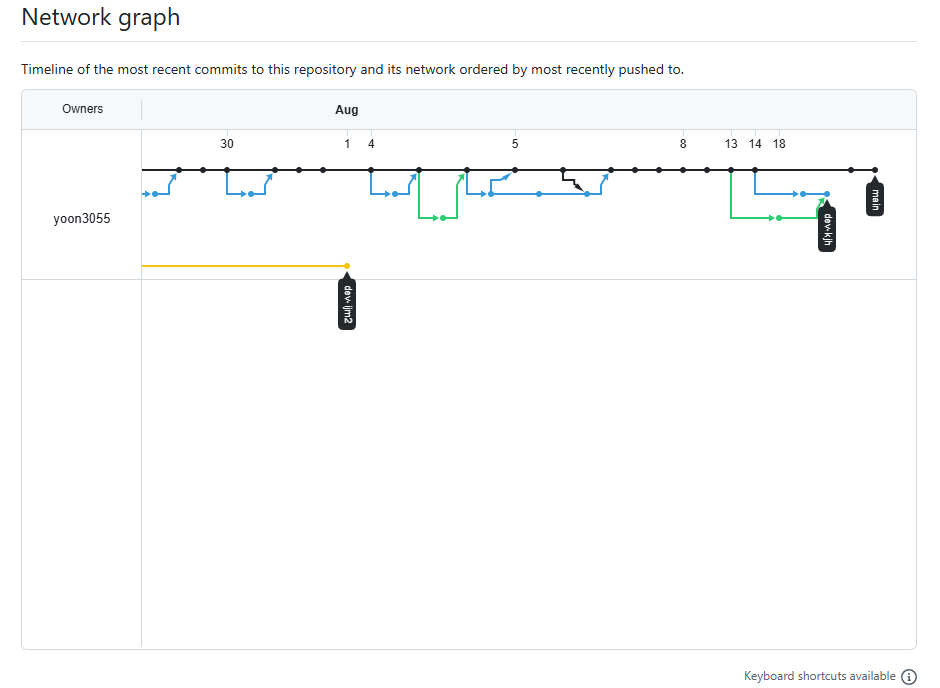 Network graph
Timeline of the most recent commits to this repository and its network ordered by most recently pushed to.
Owners
Aug
30 1 4 5 8 13 14 18
yoon3055
main
dev-kjh
dev-ijm2
Keyboard shortcuts available